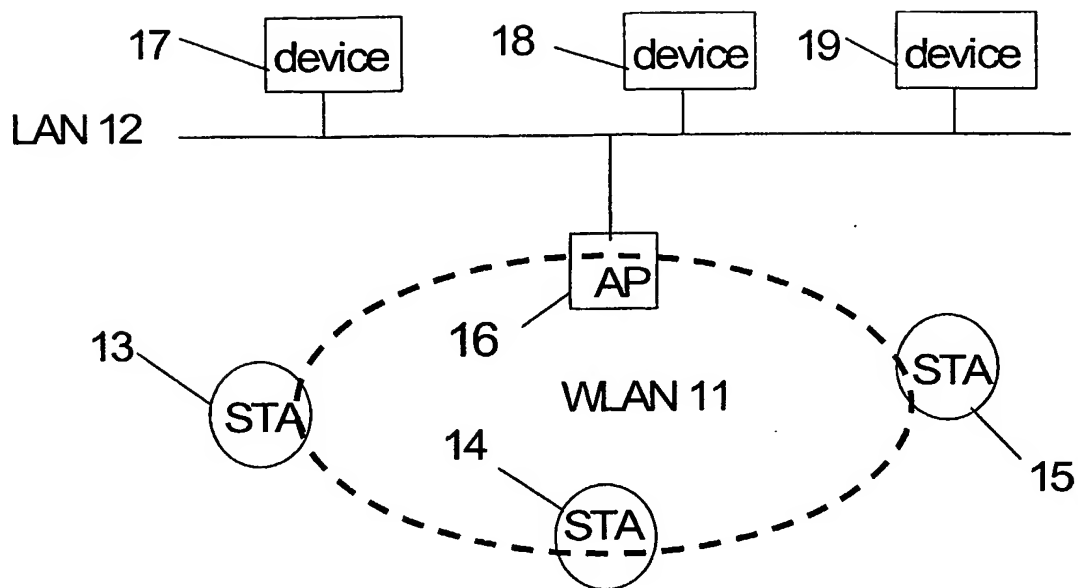 17
device
18
device
19
device
LAN 12
AP
16
13
STA
WLAN 11
STA
15
14
STA